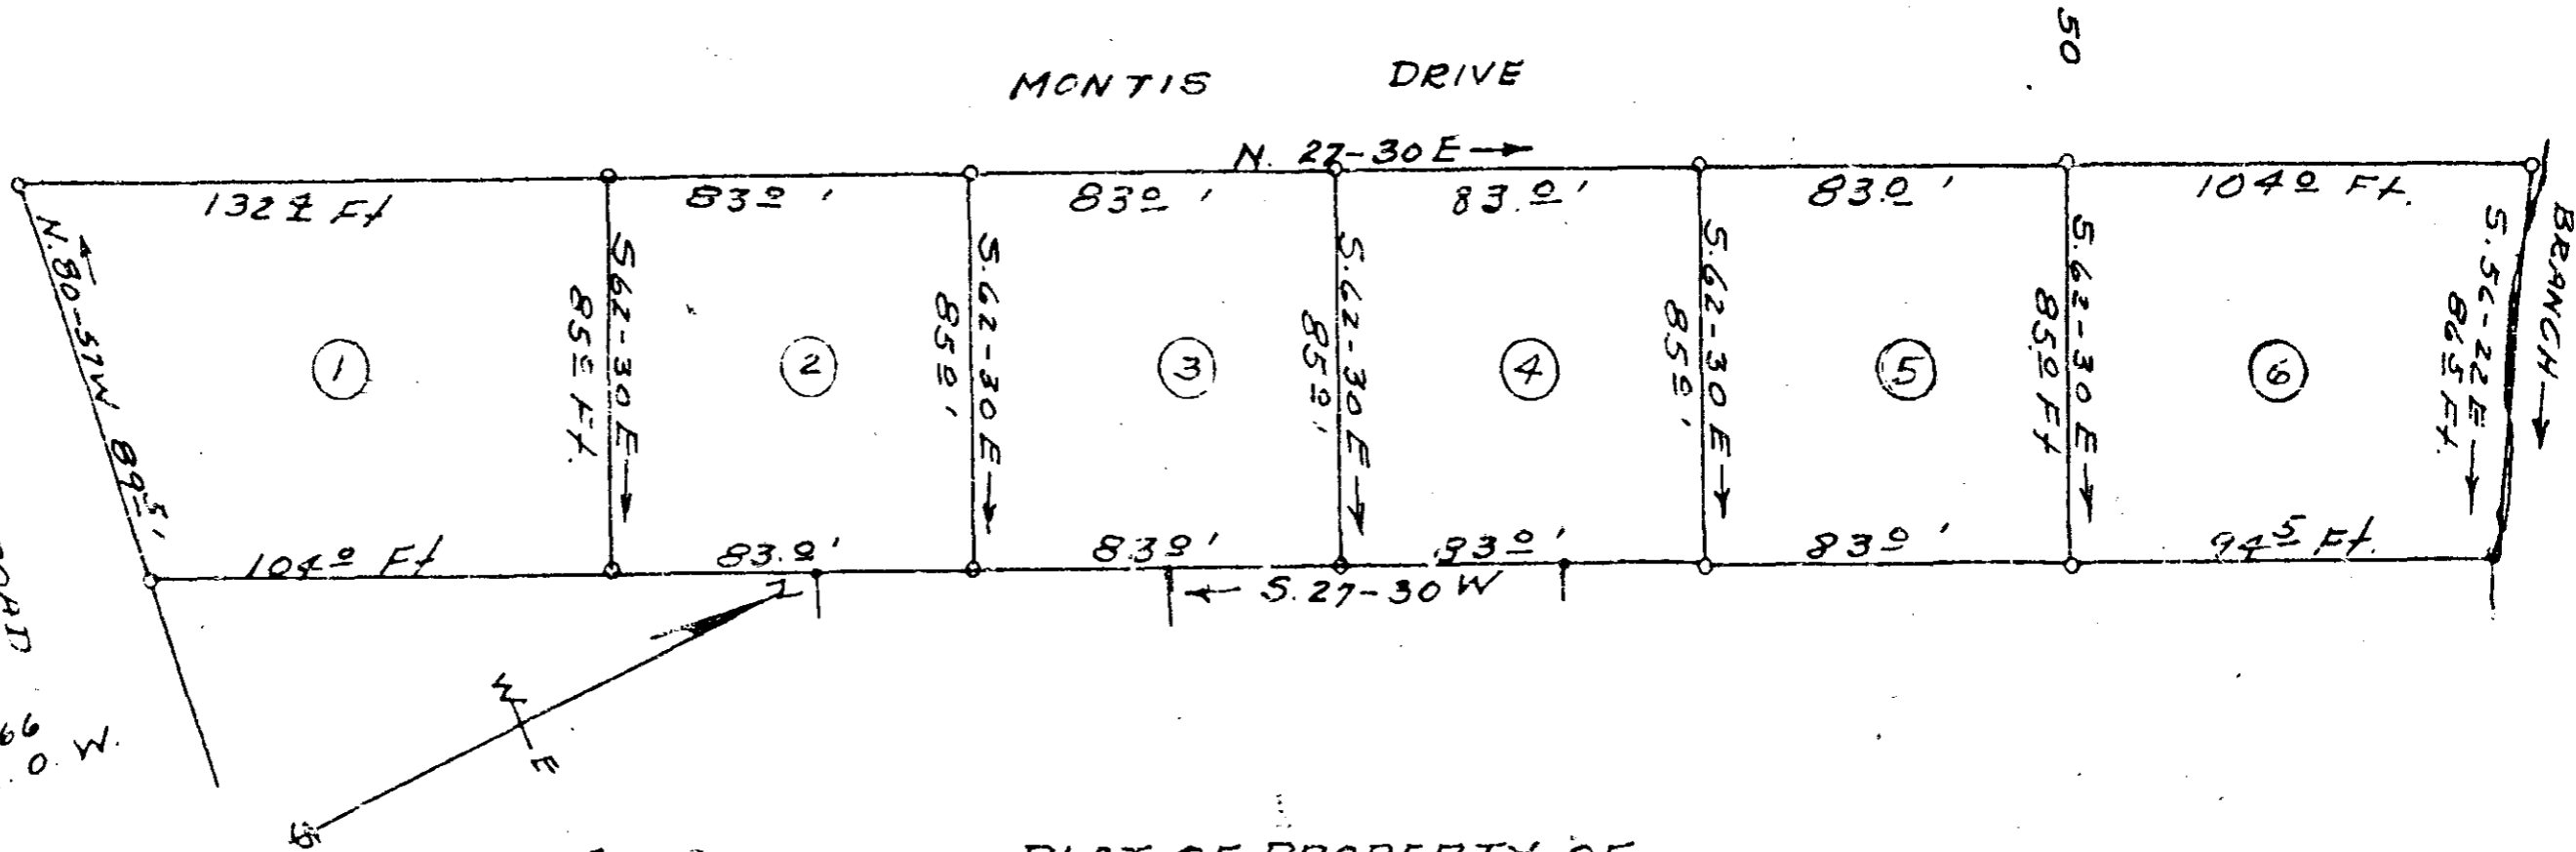 50
MONTIS DRIVE
N. 27-30 E
132 4 Ft
83 0 '
83 0 '
83. 0 '
83. 0 '
104 0 Ft.
N. 80-57W 89 5 '
S 62-30 E
85 0 Ft.
S. 62-30 E
85 0 '
S. 62-30 E
85 0 '
S. 62-30 E
85 0 '
S. 62-30 E
85. 0 Ft
S. 56-22 E
86 5 Ft.
BRANCH
1
2
3
4
5
6
104 0 Ft
83. 0 '
83 0 '
83 0 '
83 0 '
94 5 Ft.
S. 27-30 W
N
W
E
S
66
O. W.
PLAT OF PROPERTY OF